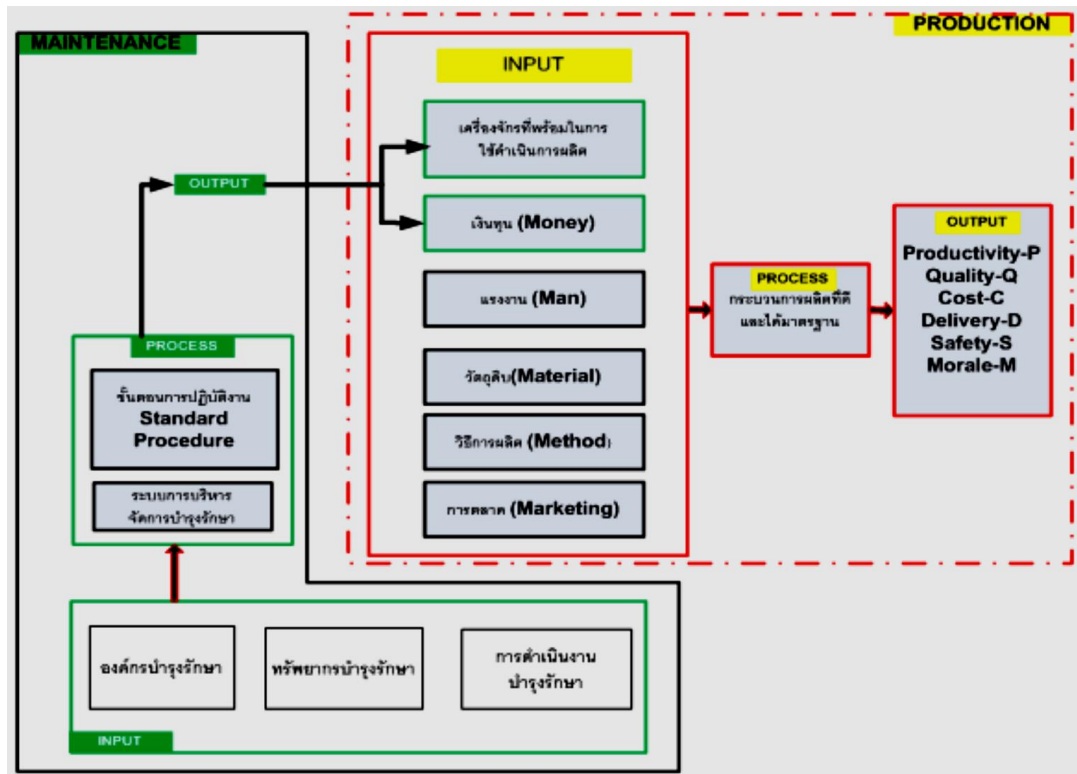 MAINTENANCE
PRODUCTION
INPUT
เครื่องจักรที่พร้อมในการ
ใช้ดำเนินการผลิต
OUTPUT
เงินทุน (Money)
แรงงาน (Man)
วัตถุดิบ(Material)
วิธีการผลิต (Method)
การตลาด (Marketing)
PROCESS
กระบวนการผลิตที่ดี
และได้มาตรฐาน
OUTPUT
Productivity-P
Quality-Q
Cost-C
Delivery-D
Safety-S
Morale-M
PROCESS
ขั้นตอนการปฏิบัติงาน
Standard
Procedure
ระบบการบริหาร
จัดการบำรุงรักษา
องค์กรบำรุงรักษา
ทรัพยากรบำรุงรักษา
การดำเนินงาน
บำรุงรักษา
INPUT